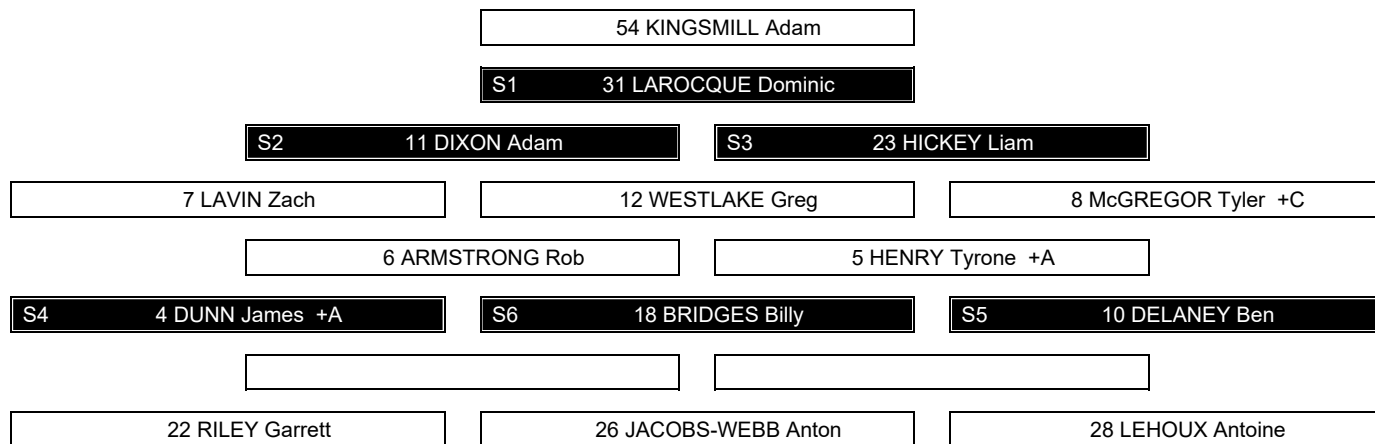 54 KINGSMILL Adam
S1 31 LAROCQUE Dominic
S2 11 DIXON Adam S3 23 HICKEY Liam
7 LAVIN Zach 12 WESTLAKE Greg 8 McGREGOR Tyler +C
6 ARMSTRONG Rob 5 HENRY Tyrone +A
S4 4 DUNN James +A S6 18 BRIDGES Billy S5 10 DELANEY Ben
22 RILEY Garrett 26 JACOBS-WEBB Anton 28 LEHOUX Antoine